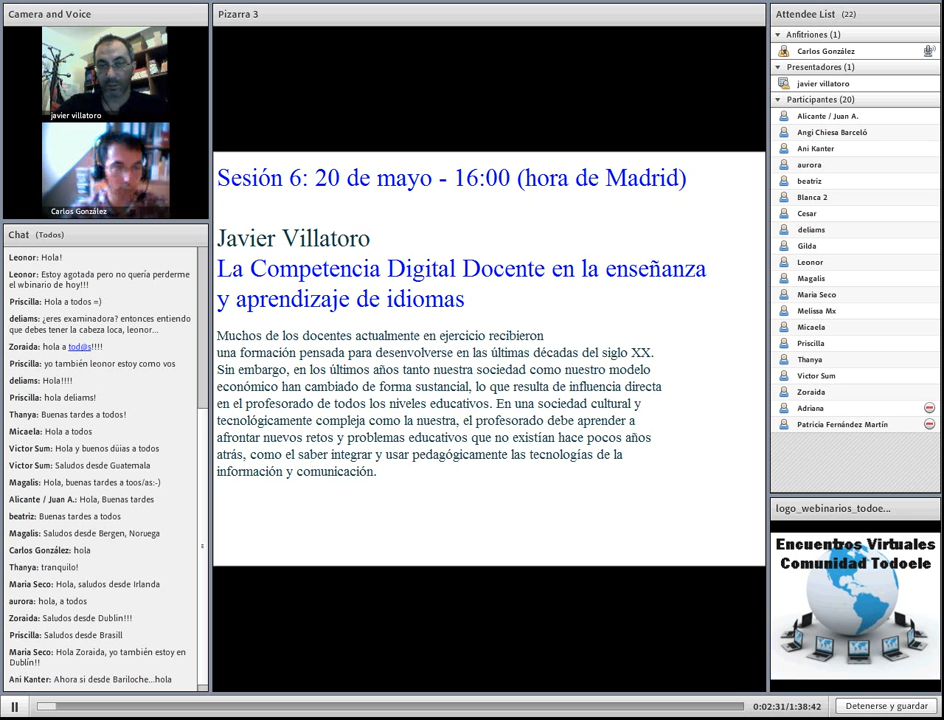 Camera and Voice
javier villatoro
Carlos González
Chat (Todos)
Leonor: Hola!
Leonor: Estoy agotada pero no quería perderme
el wbinario de hoy!!!
Priscilla: Hola a todos =)
deliams: ¿eres examinadora? entonces entiendo
que debes tener la cabeza loca, leonor...
Zoraida: hola a tod@s!!!!
Priscilla: yo también leonor estoy como vos
deliams: Hola!!!!
Priscilla: hola deliams!
Thanya: Buenas tardes a todos!
Micaela: Hola a todos
Victor Sum: Hola y buenos dúas a todos
Victor Sum: Saludos desde Guatemala
Magalis: Hola, buenas tardes a toos/as:-)
Alicante / Juan A.: Hola, Buenas tardes
beatriz: Buenas tardes a todos
Magalis: Saludos desde Bergen, Noruega
Carlos González: hola
Thanya: tranquilo!
Maria Seco: Hola, saludos desde Irlanda
aurora: hola, a todos
Zoraida: Saludos desde Dublin!!!
Priscilla: Saludos desde Brasill
Maria Seco: Hola Zoraida, yo también estoy en
Dublín!!
Ani Kanter: Ahora si desde Bariloche...hola
Pizarra 3
Sesión 6: 20 de mayo - 16:00 (hora de Madrid)
Javier Villatoro
La Competencia Digital Docente en la enseñanza
y aprendizaje de idiomas
Muchos de los docentes actualmente en ejercicio recibieron
una formación pensada para desenvolverse en las últimas décadas del siglo XX.
Sin embargo, en los últimos años tanto nuestra sociedad como nuestro modelo
económico han cambiado de forma sustancial, lo que resulta de influencia directa
en el profesorado de todos los niveles educativos. En una sociedad cultural y
tecnológicamente compleja como la nuestra, el profesorado debe aprender a
afrontar nuevos retos y problemas educativos que no existían hace pocos años
atrás, como el saber integrar y usar pedagógicamente las tecnologías de la
información y comunicación.
Attendee List (22)
Anfitriones (1)
Carlos González
Presentadores (1)
javier villatoro
Participantes (20)
Alicante / Juan A.
Angi Chiesa Barceló
Ani Kanter
aurora
beatriz
Blanca 2
Cesar
deliams
Gilda
Leonor
Magalis
Maria Seco
Melissa Mx
Micaela
Priscilla
Thanya
Victor Sum
Zoraida
Adriana
Patricia Fernández Martín
logo_webinarios_todoe...
Encuentros Virtuales
Comunidad Todoele
0:02:31/1:38:42
Detenerse y guardar